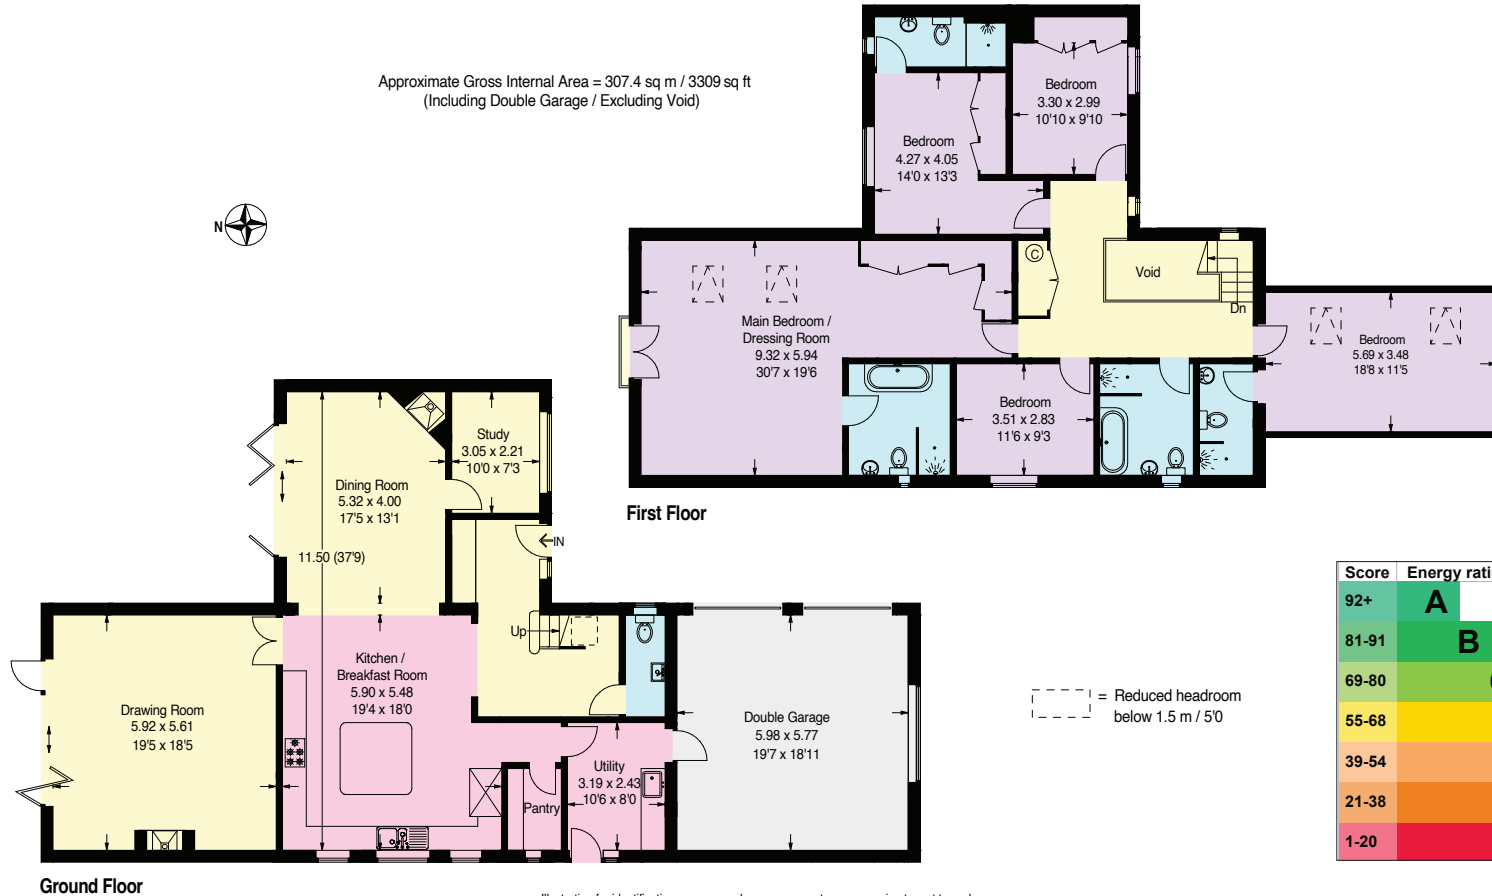 Approximate Gross Internal Area = 307.4 sq m / 3309 sq ft
(Including Double Garage / Excluding Void)
N
Bedroom
3.30 x 2.99
10'10 x 9'10
Bedroom
4.27 x 4.05
14'0 x 13'3
C
Void
Dn
Main Bedroom /
Dressing Room
9.32 x 5.94
30'7 x 19'6
Bedroom
5.69 x 3.48
18'8 x 11'5
Bedroom
3.51 x 2.83
11'6 x 9'3
First Floor
Study
3.05 x 2.21
10'0 x 7'3
Dining Room
5.32 x 4.00
17'5 x 13'1
IN
11.50 (37'9)
Up
Kitchen /
Breakfast Room
5.90 x 5.48
19'4 x 18'0
Drawing Room
5.92 x 5.61
19'5 x 18'5
Double Garage
5.98 x 5.77
19'7 x 18'11
Utility
3.19 x 2.43
10'6 x 8'0
Pantry
= Reduced headroom
below 1.5 m / 5'0
Ground Floor
Score Energy
92+ A
81-91 B
69-80
55-68
39-54
21-38
1-20